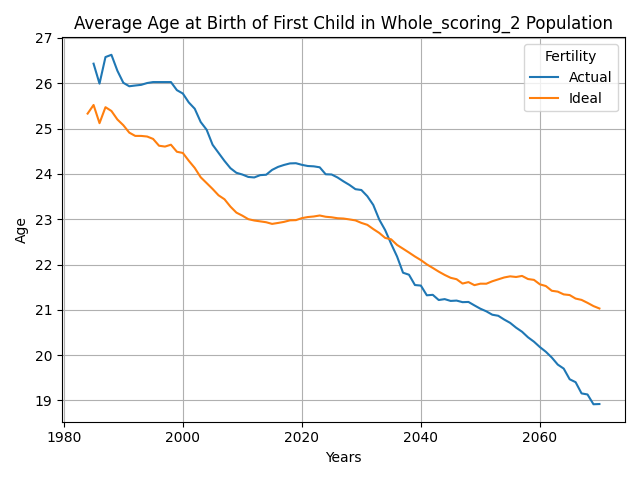 Average Age at Birth of First Child in Whole_scoring_2 Population
27
26
25
24
23
22
21
20
19
Age
1980
2000
2020
2040
2060
Years
Fertility
Actual
Ideal